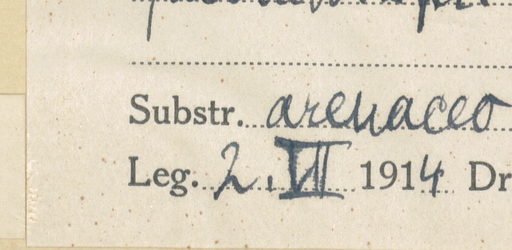 Substr. arenaceo
Leg. 2. VII 1914 Dr